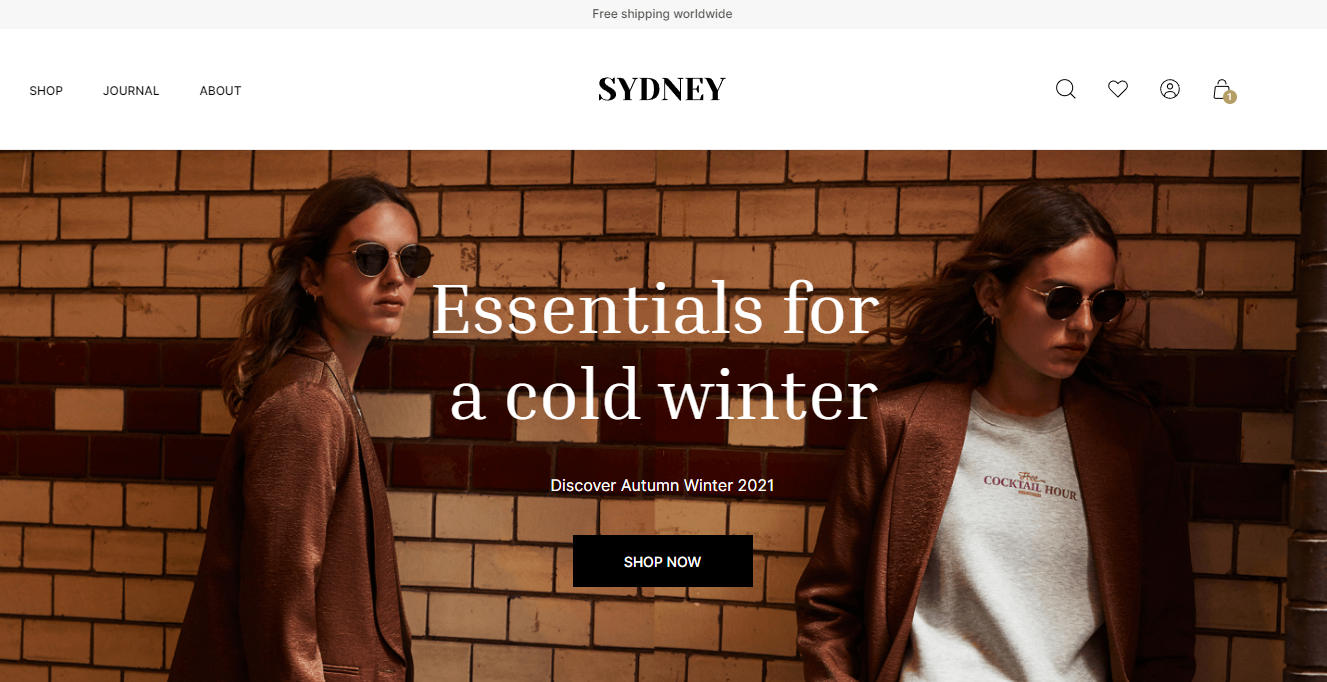 Free shipping worldwide
SHOP
JOURNAL
ABOUT
SYDNEY
1
Essentials for
a cold winter
Discover Autumn Winter 2021
SHOP NOW
Free
COCKTAIL HOUR